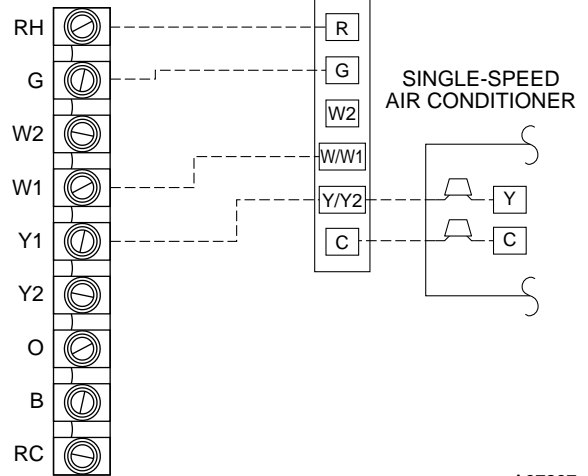 RH
G
W2
W1
Y1
Y2
O
B
RC
R
G
W2
W/W1
Y/Y2
C
SINGLE-SPEED
AIR CONDITIONER
Y
C